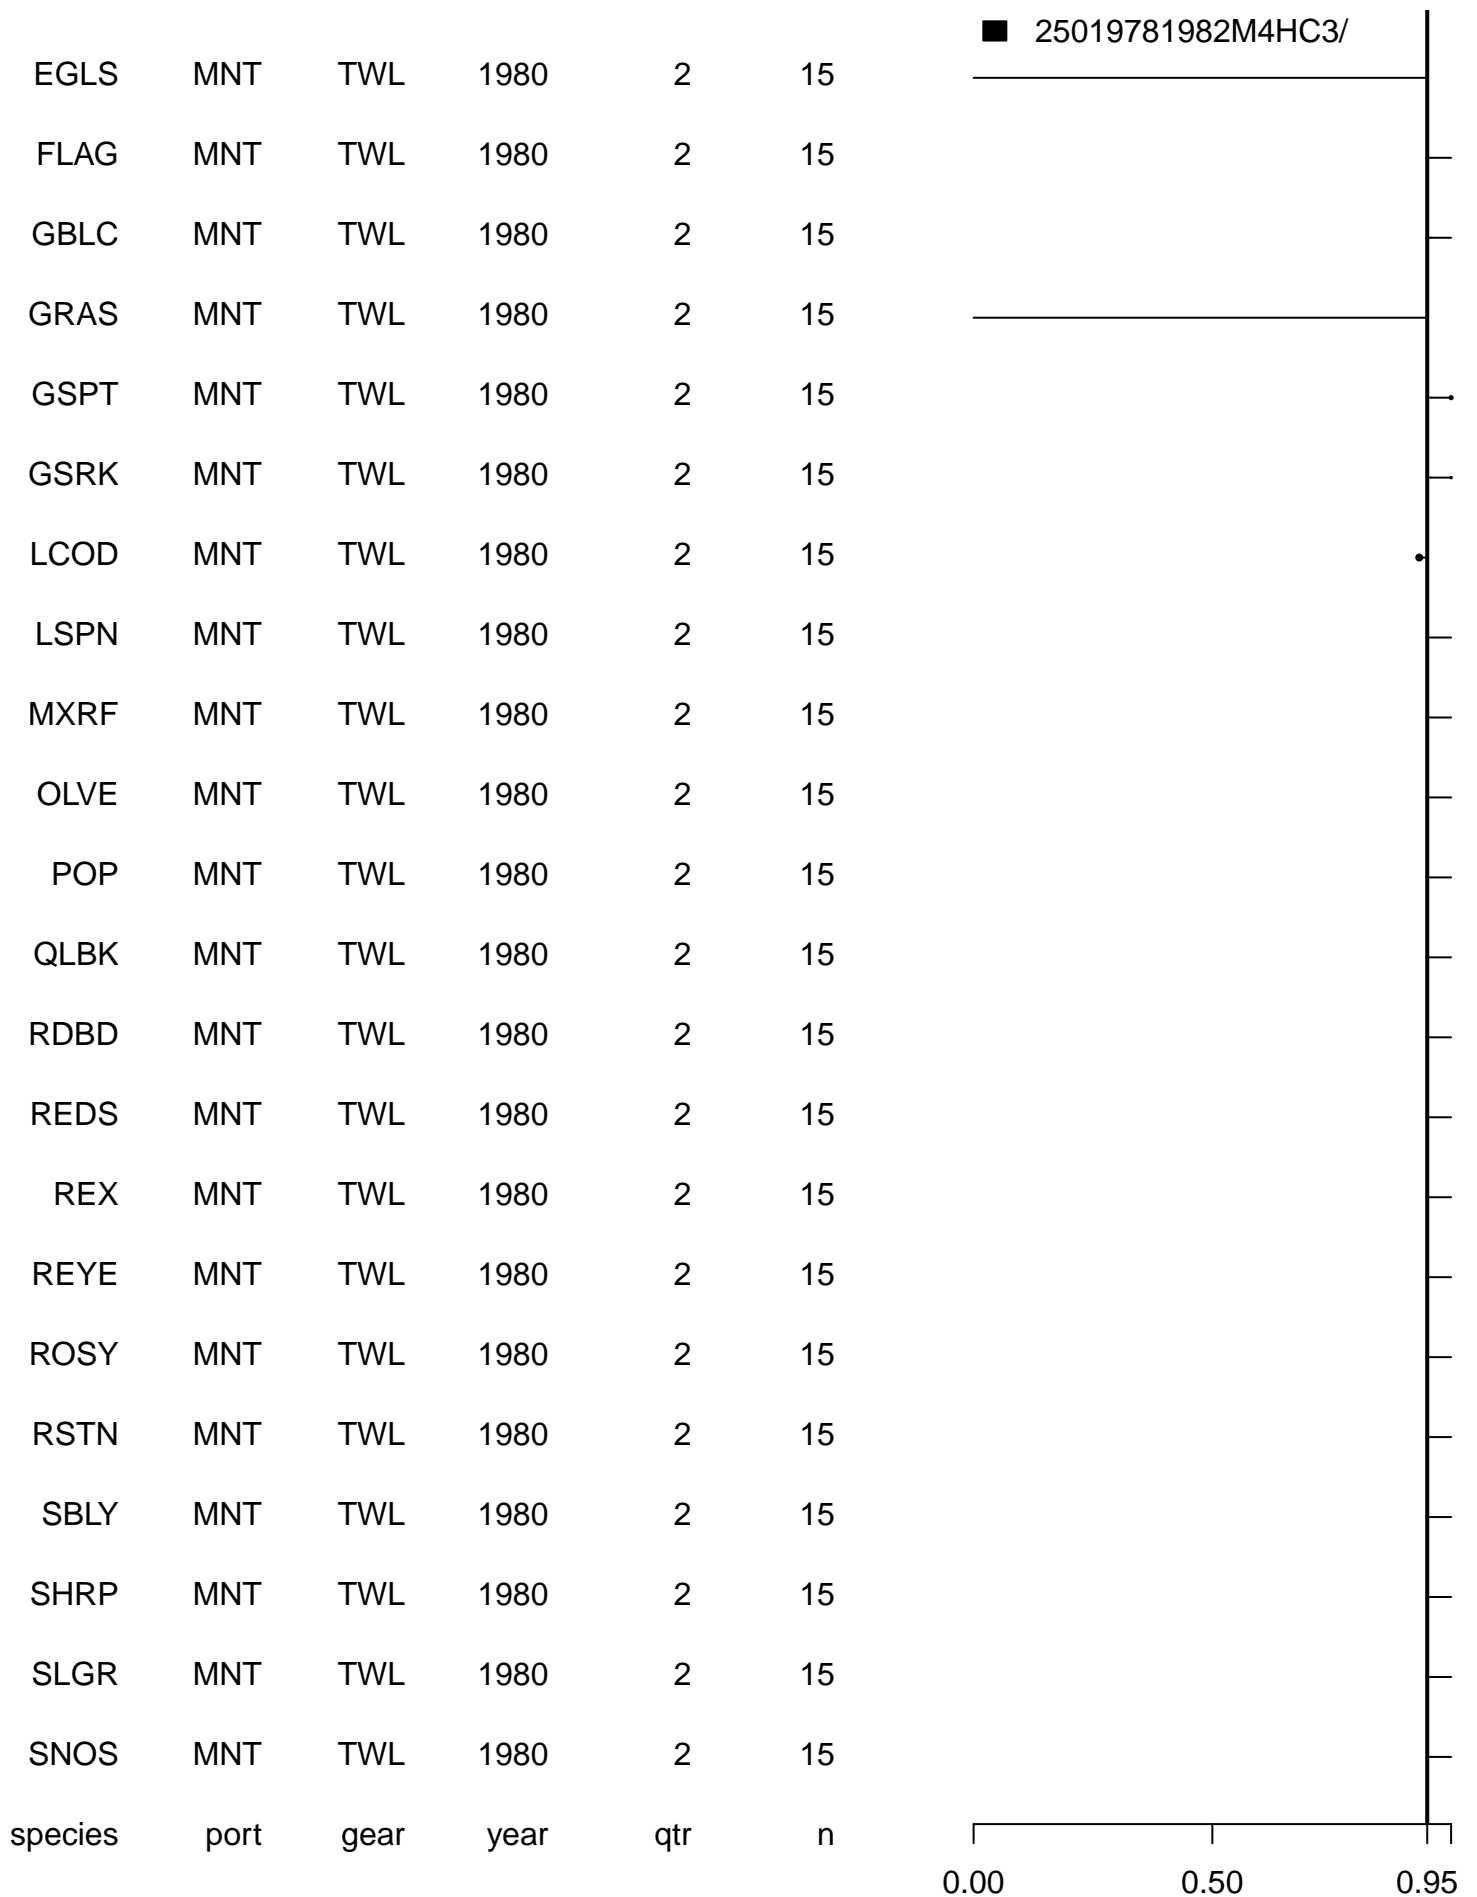 25019781982M4HC3/
EGLS MNT TWL 1980 2 15
FLAG MNT TWL 1980 2 15
GBLC MNT TWL 1980 2 15
GRAS MNT TWL 1980 2 15
GSPT MNT TWL 1980 2 15
GSRK MNT TWL 1980 2 15
LCOD MNT TWL 1980 2 15
LSPN MNT TWL 1980 2 15
MXRF MNT TWL 1980 2 15
OLVE MNT TWL 1980 2 15
POP MNT TWL 1980 2 15
QLBK MNT TWL 1980 2 15
RDBD MNT TWL 1980 2 15
REDS MNT TWL 1980 2 15
REX MNT TWL 1980 2 15
REYE MNT TWL 1980 2 15
ROSY MNT TWL 1980 2 15
RSTN MNT TWL 1980 2 15
SBLY MNT TWL 1980 2 15
SHRP MNT TWL 1980 2 15
SLGR MNT TWL 1980 2 15
SNOS MNT TWL 1980 2 15
species port gear year qtr n
0.00 0.50 0.95